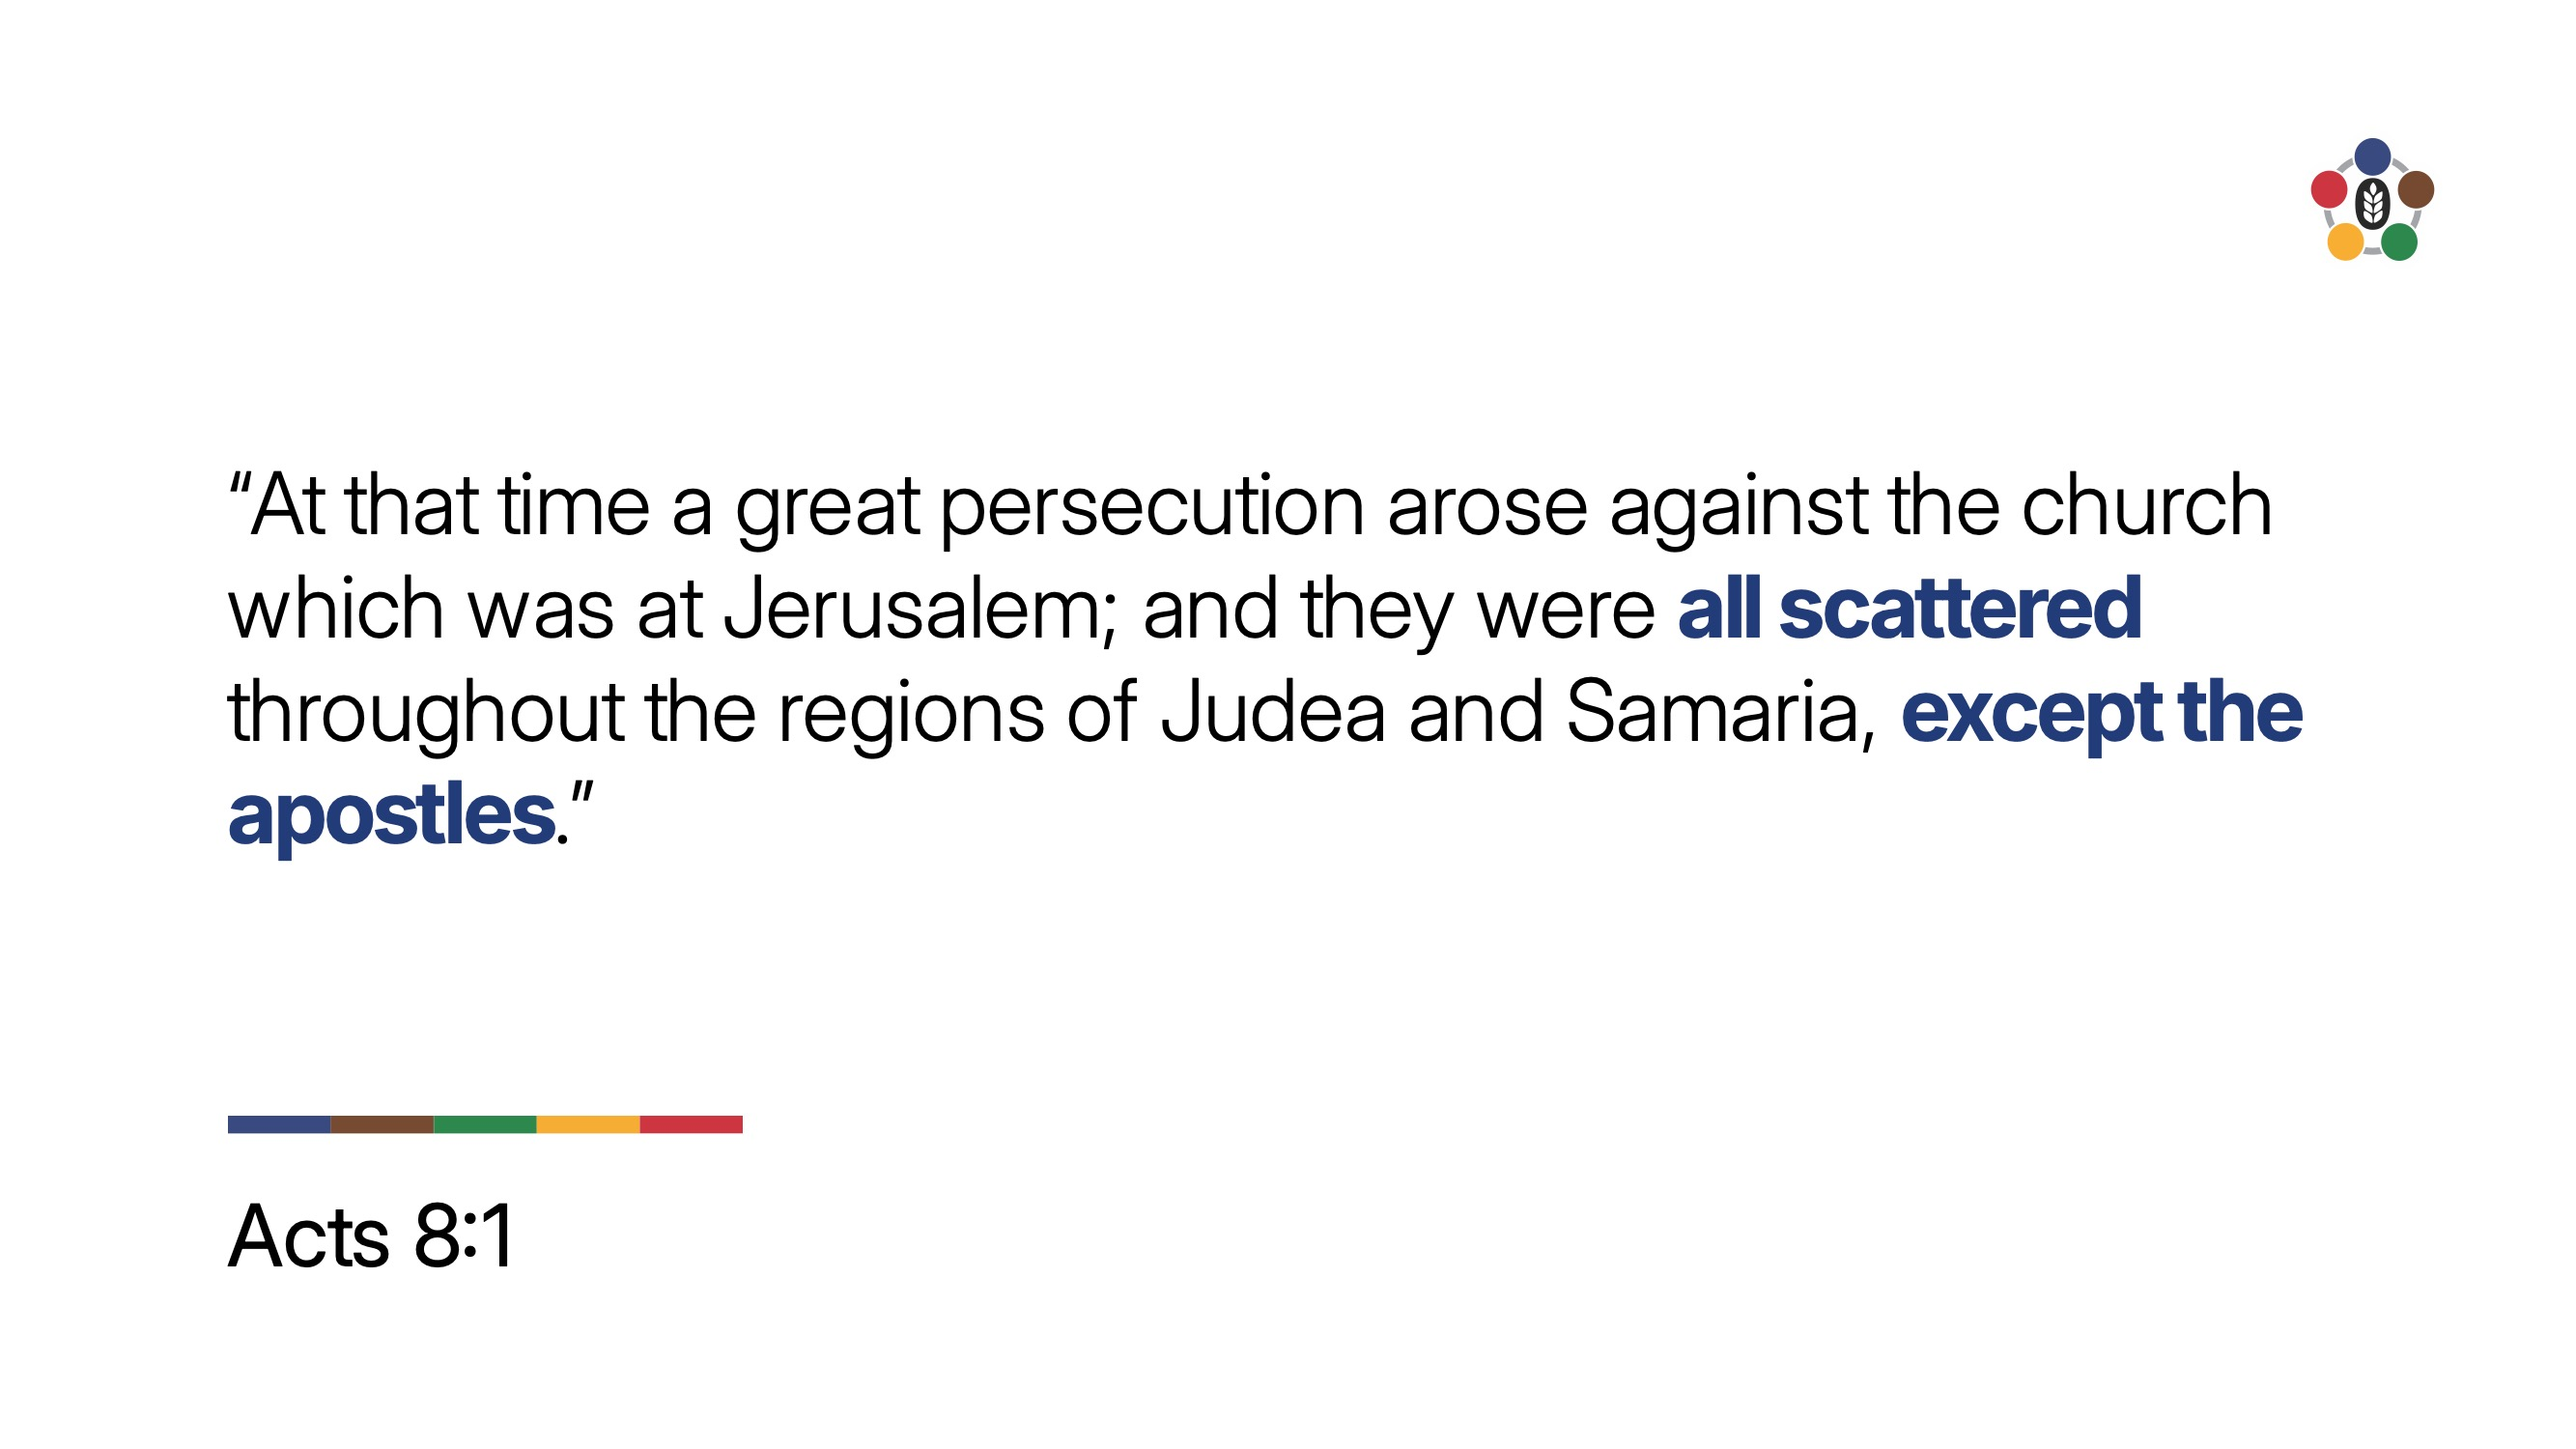 “At that time a great persecution arose against the church
which was at Jerusalem; and they were all scattered
throughout the regions of Judea and Samaria, except the
apostles.”
Acts 8:1